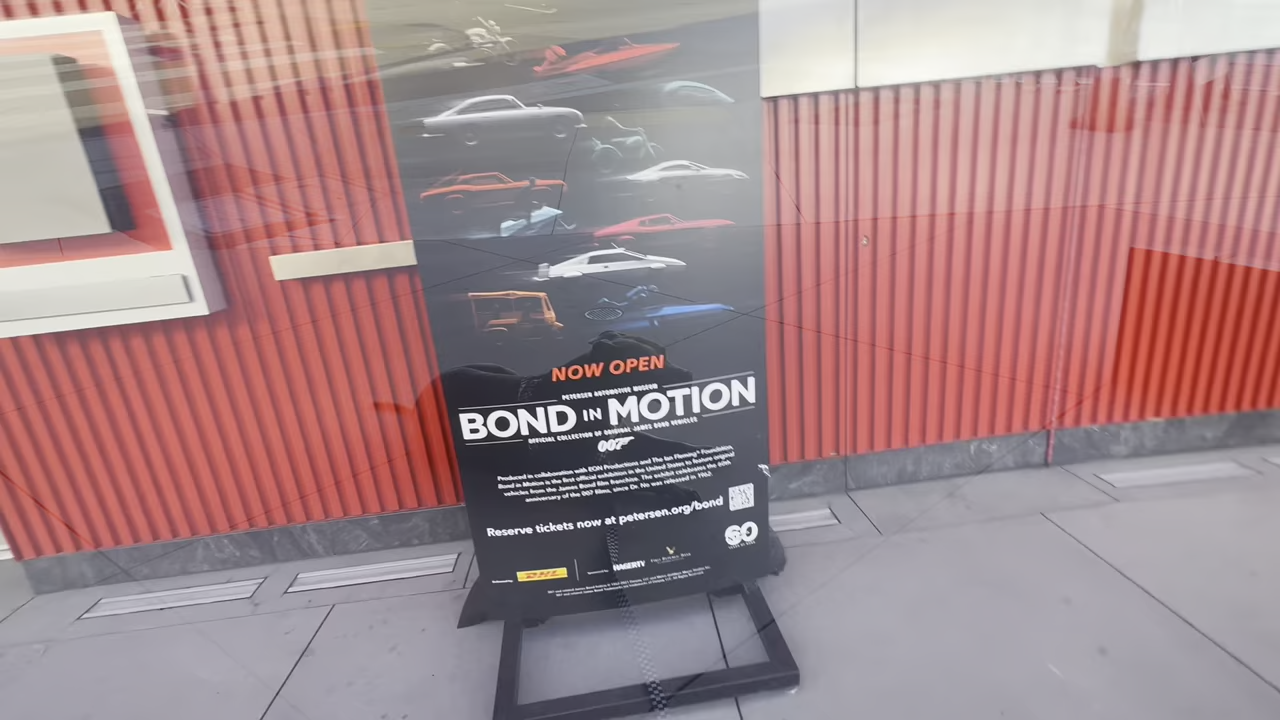 NOW OPEN
PETERSEN AUTOMOTIVE MUSEUM
BOND IN MOTION
OFFICIAL COLLECTION OF ORIGINAL JAMES BOND VEHICLES
007
Produced in collaboration with EON Productions and The Ian Fleming® Foundation,
Bond in Motion is the first official exhibition in the United States to feature original
vehicles from the James Bond film franchise. The exhibit celebrates the 60th
anniversary of the 007 films, since Dr. No was released in 1962.
Reserve tickets now at petersen.org/bond
60
DHL
HAGERTY